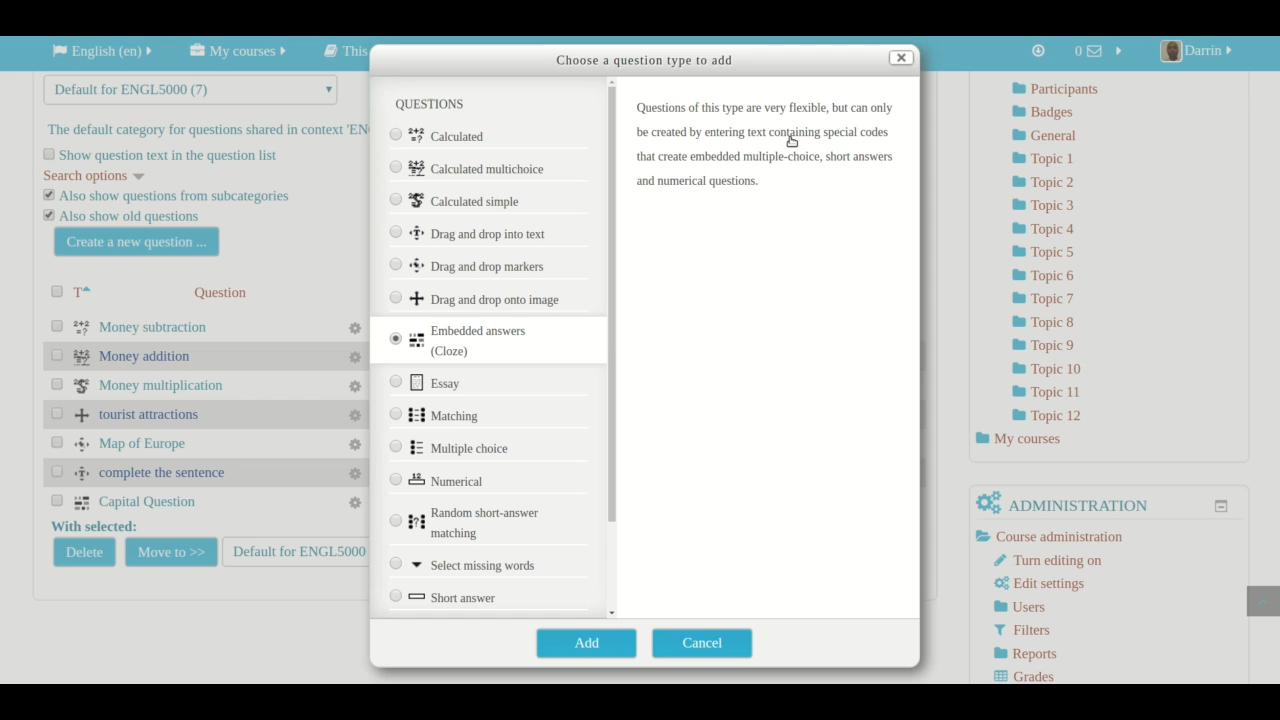 English (en)
My courses
This
0
Darrin
Default for ENGL5000 (7)
The default category for questions shared in context 'EN
Show question text in the question list
Search options
Also show questions from subcategories
Also show old questions
Create a new question ...
T
Question
Money subtraction
Money addition
Money multiplication
tourist attractions
Map of Europe
complete the sentence
Capital Question
With selected:
Delete
Move to >>
Default for ENGL5000
Choose a question type to add
QUESTIONS
Calculated
Calculated multichoice
Calculated simple
Drag and drop into text
Drag and drop markers
Drag and drop onto image
Embedded answers
(Cloze)
Essay
Matching
Multiple choice
Numerical
Random short-answer
matching
Select missing words
Short answer
Questions of this type are very flexible, but can only
be created by entering text containing special codes
that create embedded multiple-choice, short answers
and numerical questions.
Add
Cancel
Participants
Badges
General
Topic 1
Topic 2
Topic 3
Topic 4
Topic 5
Topic 6
Topic 7
Topic 8
Topic 9
Topic 10
Topic 11
Topic 12
My courses
ADMINISTRATION
Course administration
Turn editing on
Edit settings
Users
Filters
Reports
Grades